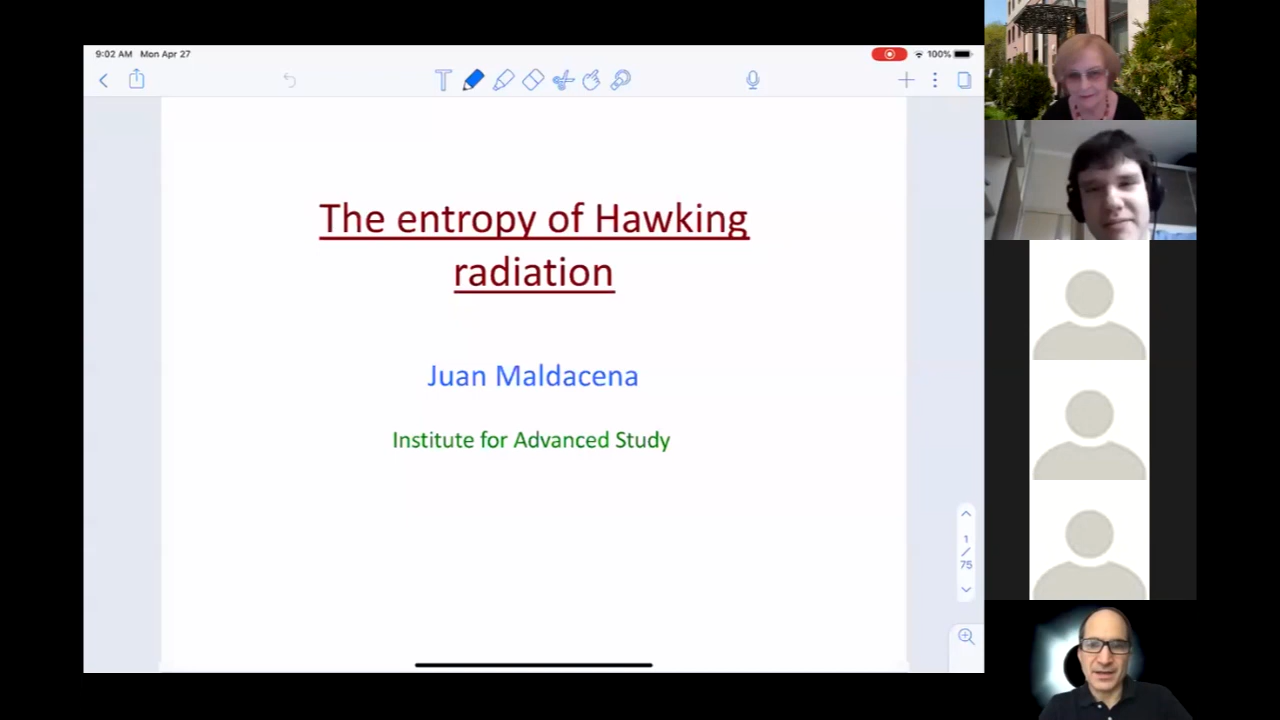 9:02 AM Mon Apr 27
100%
The entropy of Hawking
radiation
Juan Maldacena
Institute for Advanced Study
1
/
75